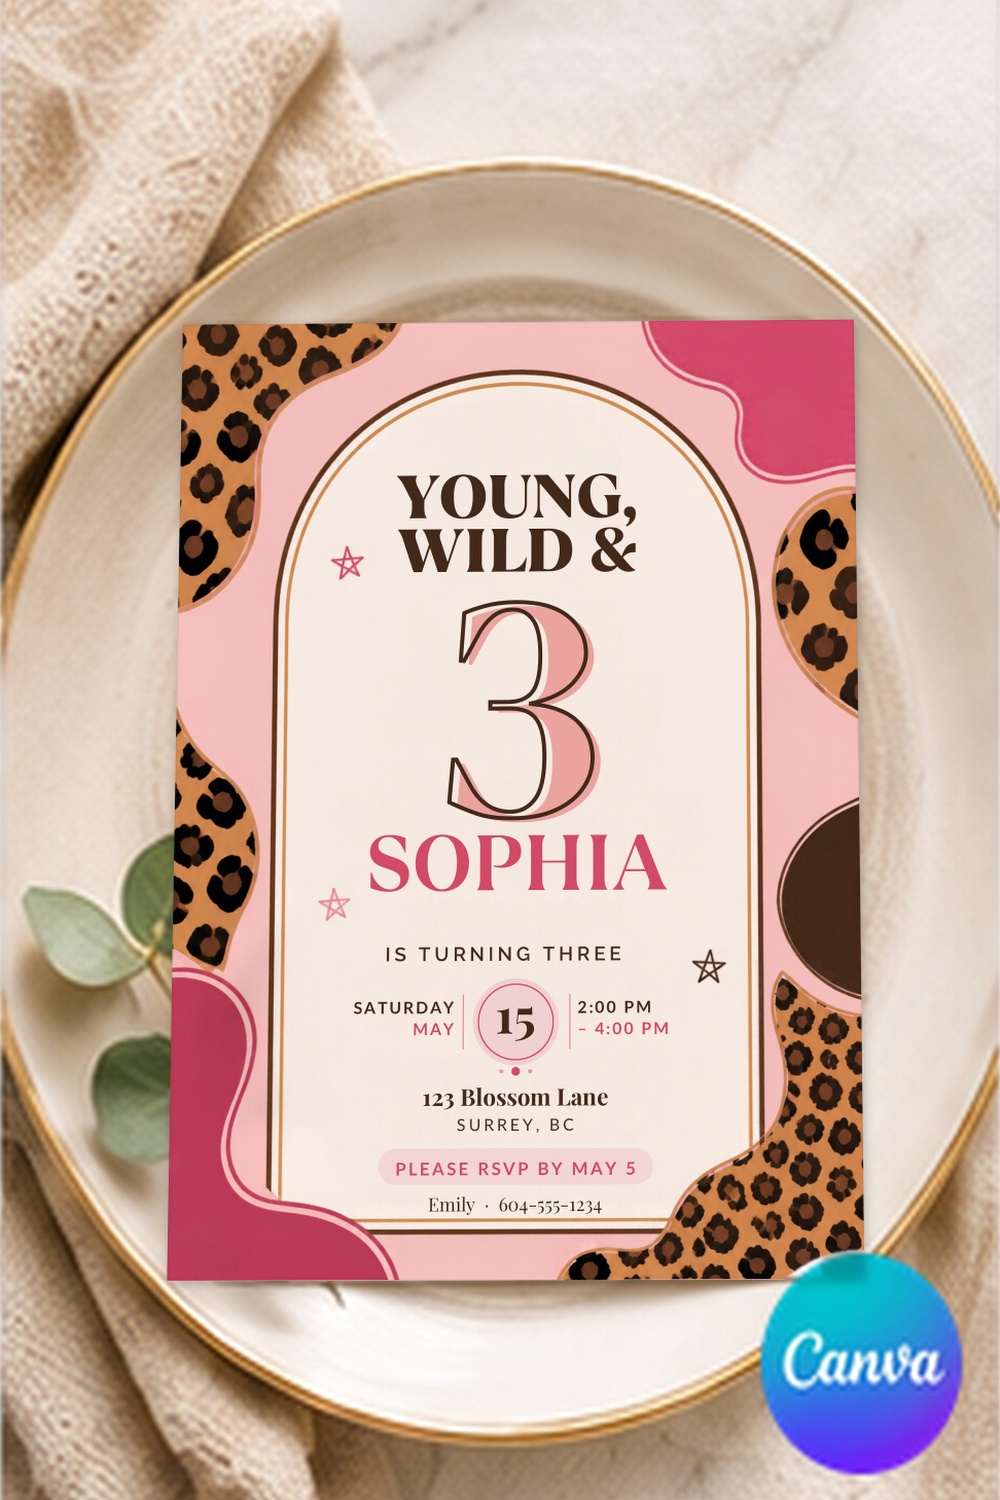 YOUNG,
WILD &
3
SOPHIA
IS TURNING THREE
SATURDAY
MAY
15
2:00 PM
– 4:00 PM
123 Blossom Lane
SURREY, BC
PLEASE RSVP BY MAY 5
Emily · 604-555-1234
Canva